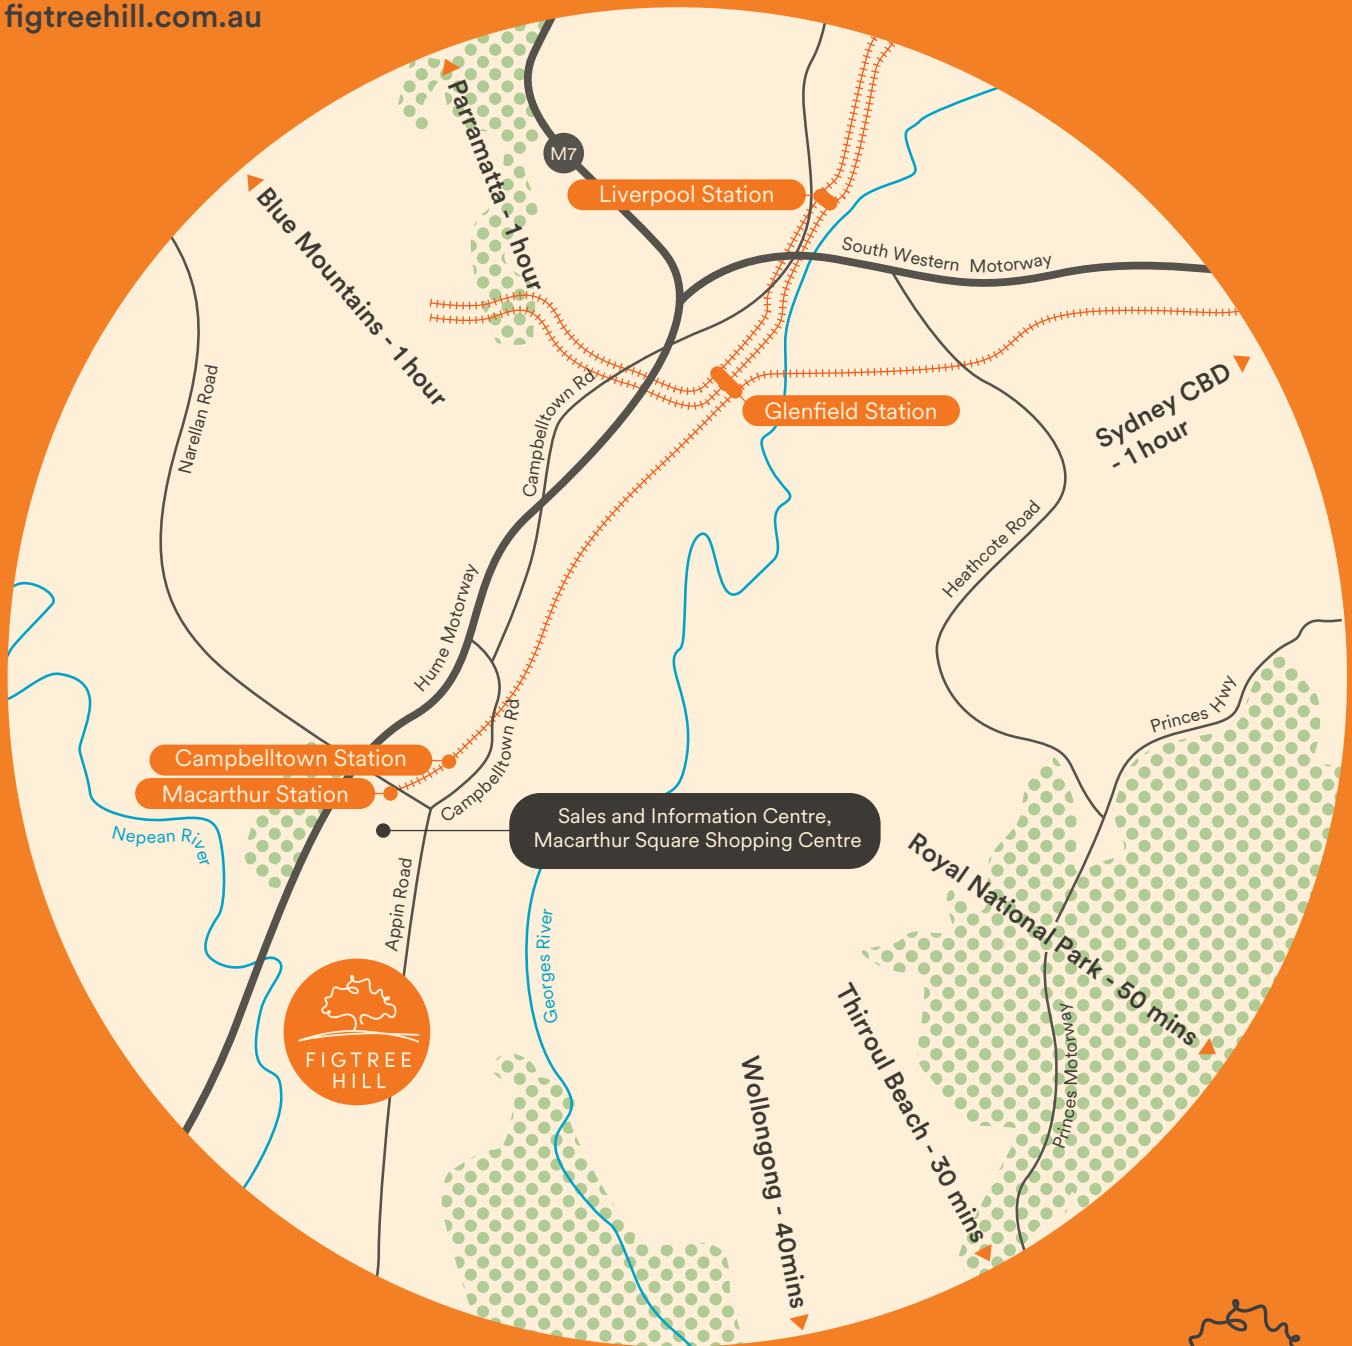 figtreehill.com.au
Parramatta - 1 hour
M7
Blue Mountains - 1 hour
Liverpool Station
South Western Motorway
Narellan Road
Campbelltown Rd
Glenfield Station
Sydney CBD
- 1 hour
Heathcote Road
Hume Motorway
Princes Hwy
Campbelltown Rd
Campbelltown Station
Macarthur Station
Sales and Information Centre,
Macarthur Square Shopping Centre
Nepean River
Appin Road
Georges River
Royal National Park - 50 mins
Thirroul Beach - 30 mins
Princes Motorway
FIGTREE
HILL
Wollongong - 40mins